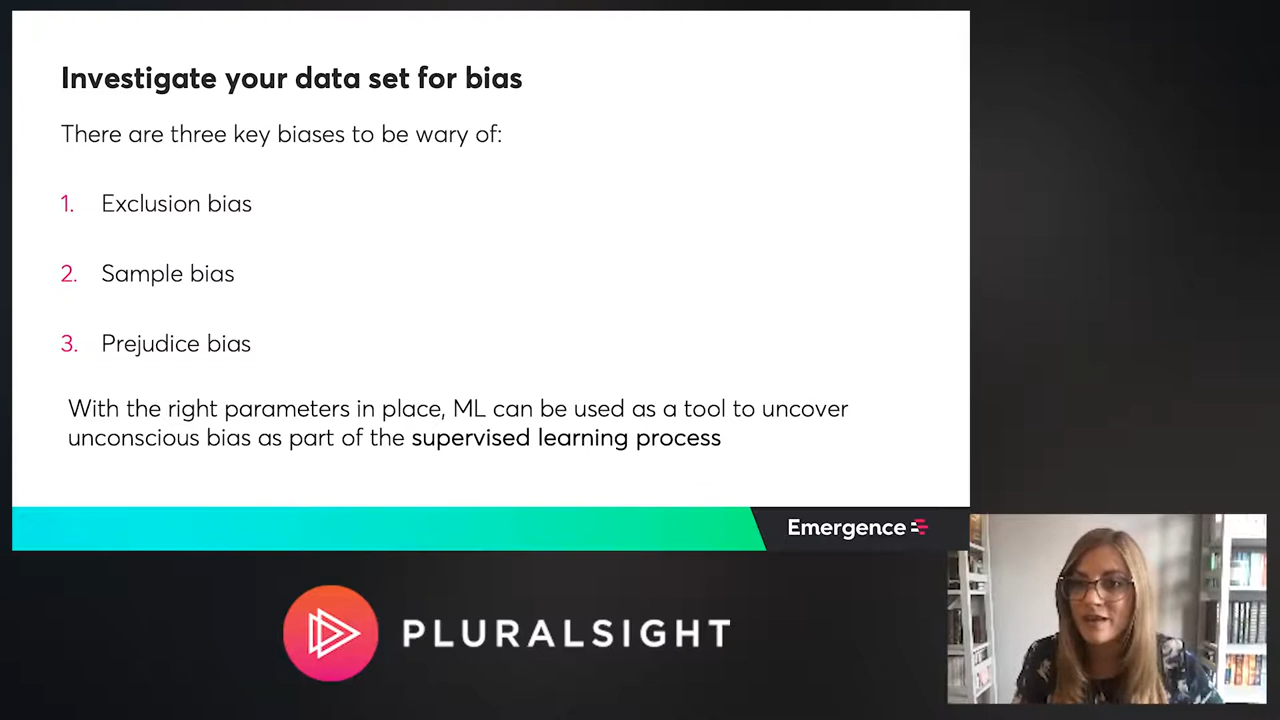 Investigate your data set for bias
There are three key biases to be wary of:
1. Exclusion bias
2. Sample bias
3. Prejudice bias
With the right parameters in place, ML can be used as a tool to uncover
unconscious bias as part of the supervised learning process
Emergence
PLURALSIGHT